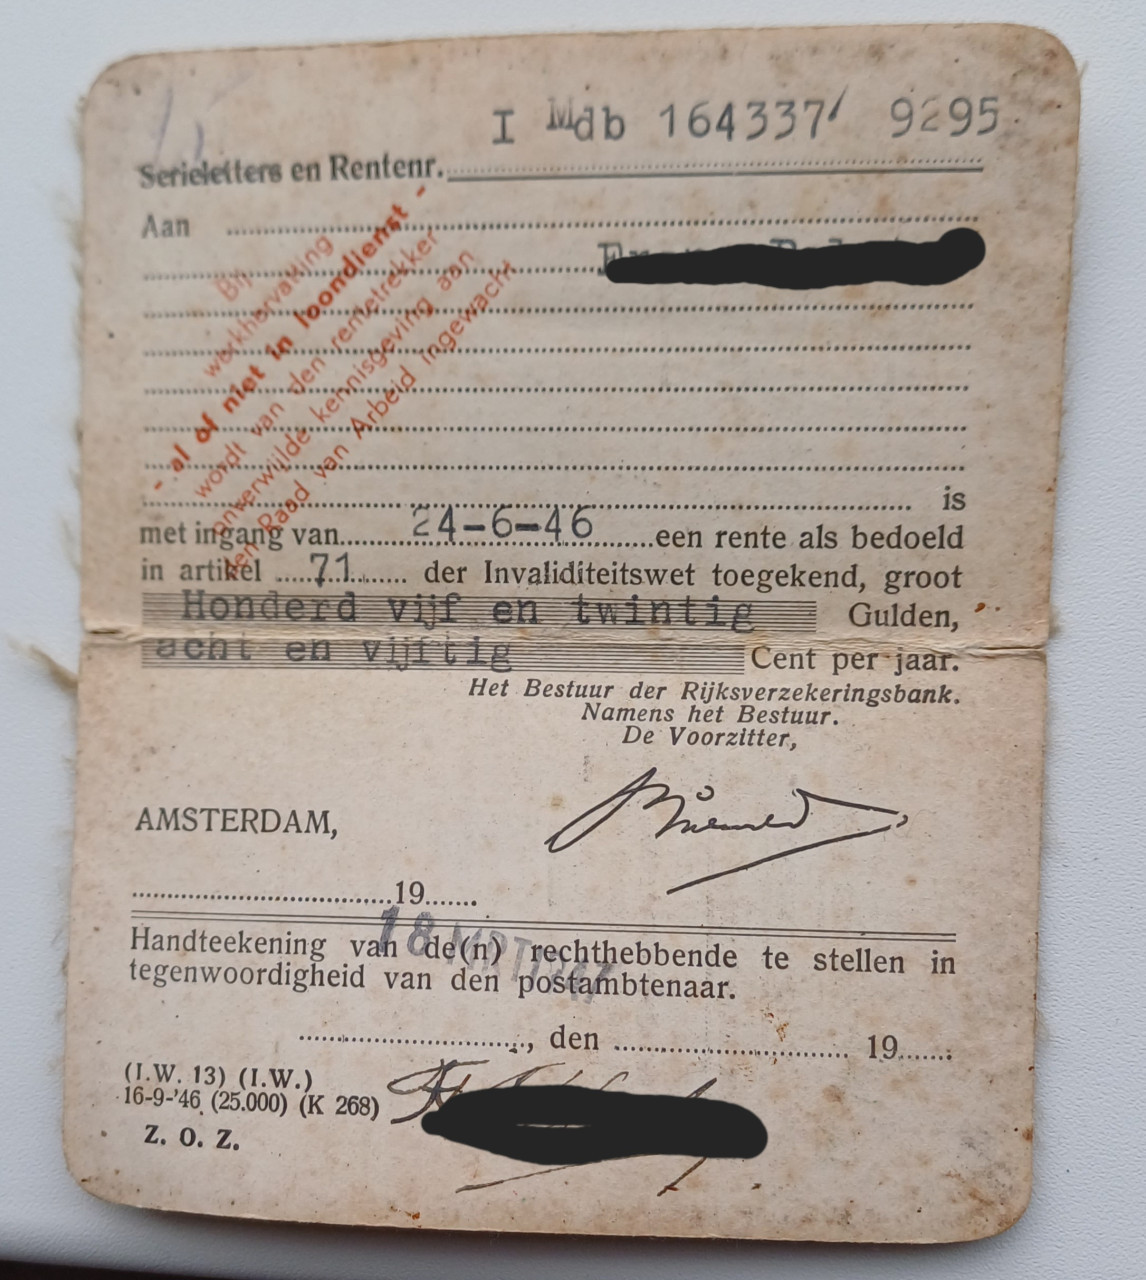 I Mdb 164337/ 9295
Serieletters en Rentenr.
Aan
Bij
werkhervatting
- al of niet in loondienst -
wordt van den rentetrekker
onverwijlde kennisgeving aan
den Raad van Arbeid ingewacht
is
met ingang van 24-6-46 een rente als bedoeld
in artikel 71 der Invaliditeitswet toegekend, groot
Honderd vijf en twintig Gulden,
acht en vijftig Cent per jaar.
Het Bestuur der Rijksverzekeringsbank.
Namens het Bestuur.
De Voorzitter,
AMSTERDAM,
19
18 MRT 1947
Handteekening van de(n) rechthebbende te stellen in
tegenwoordigheid van den postambtenaar.
, den 19
(I.W. 13) (I.W.)
16-9-'46 (25.000) (K 268)
Z. O. Z.